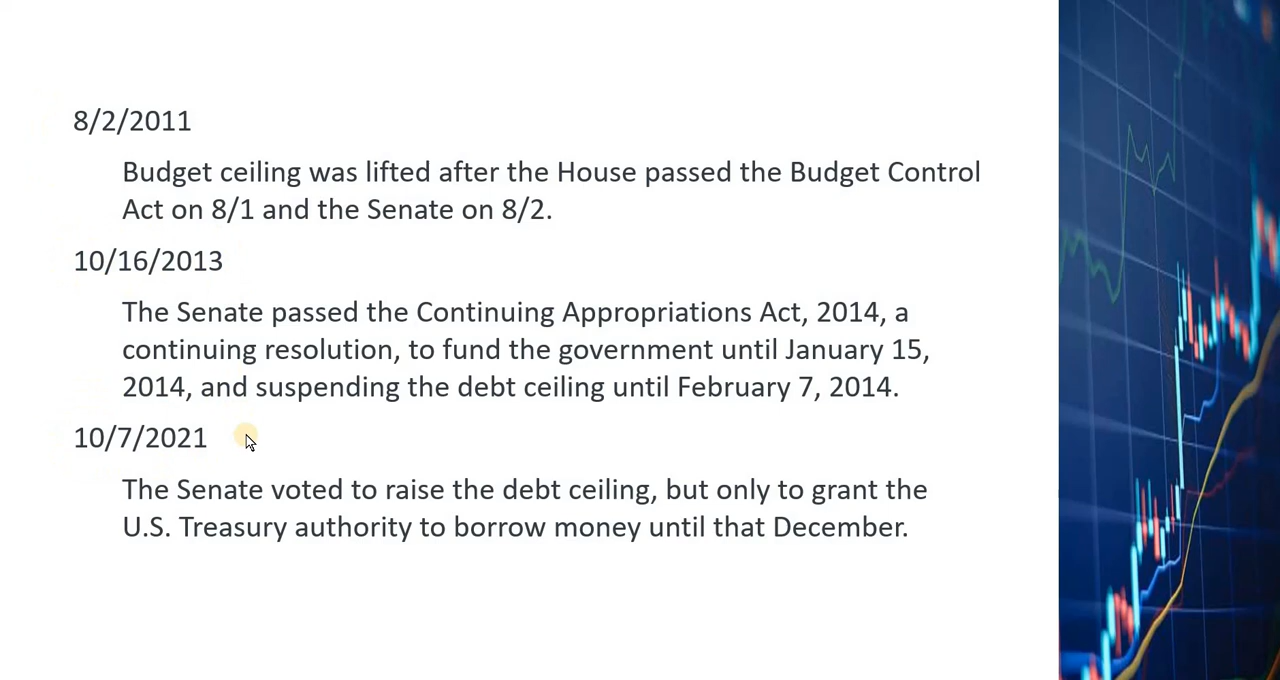 8/2/2011
Budget ceiling was lifted after the House passed the Budget Control
Act on 8/1 and the Senate on 8/2.
10/16/2013
The Senate passed the Continuing Appropriations Act, 2014, a
continuing resolution, to fund the government until January 15,
2014, and suspending the debt ceiling until February 7, 2014.
10/7/2021
The Senate voted to raise the debt ceiling, but only to grant the
U.S. Treasury authority to borrow money until that December.